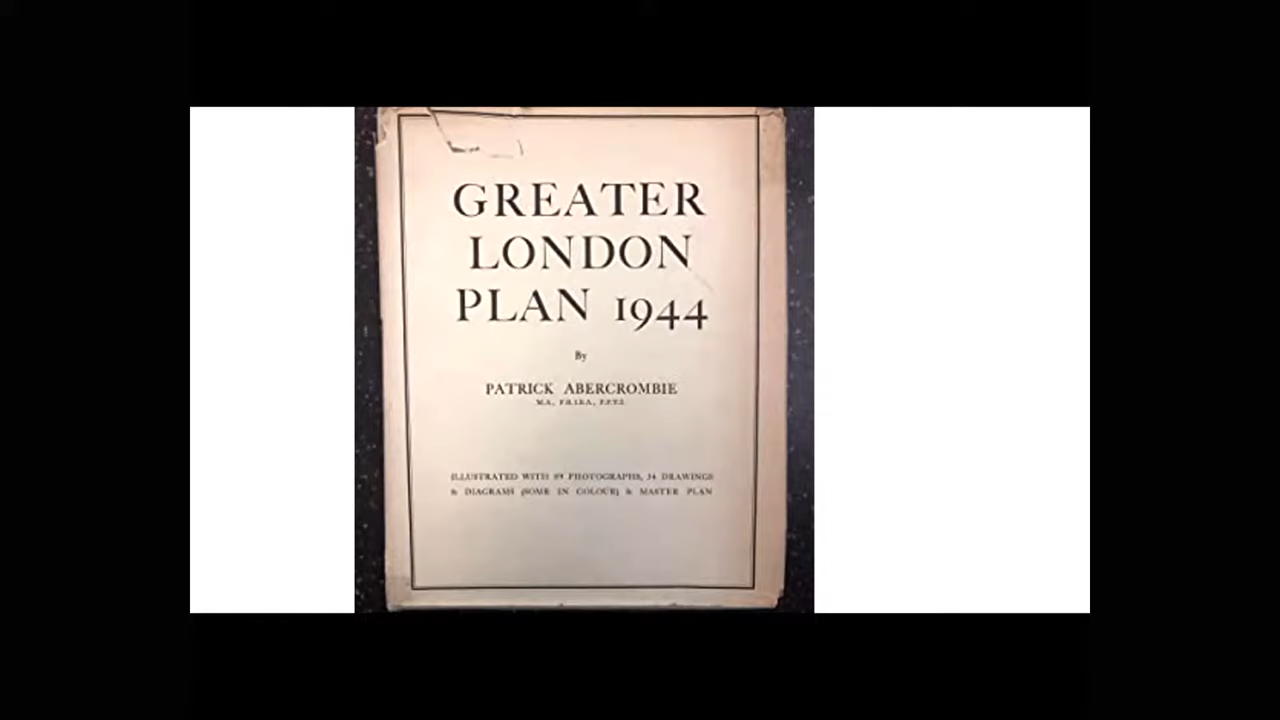 GREATER
LONDON
PLAN 1944
By
PATRICK ABERCROMBIE
M.A., F.R.I.B.A., P.P.T.P.I.
ILLUSTRATED WITH 89 PHOTOGRAPHS, 34 DRAWINGS
& DIAGRAMS (SOME IN COLOUR) & MASTER PLAN